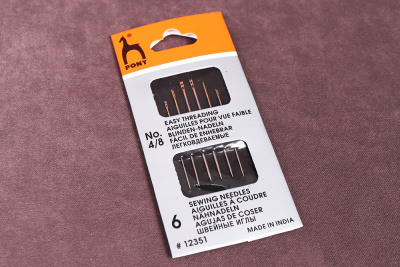 PONY
No.
4/8
EASY THREADING
AIGUILLES POUR VUE FAIBLE
BLINDEN-NADELN
FÁCIL DE ENHEBRAR
ЛЕГКОВДЕВАЕМЫЕ
6
SEWING NEEDLES
AIGUILLES À COUDRE
NÄHNADELN
AGUJAS DE COSER
ШВЕЙНЫЕ ИГЛЫ
# 12351
MADE IN INDIA